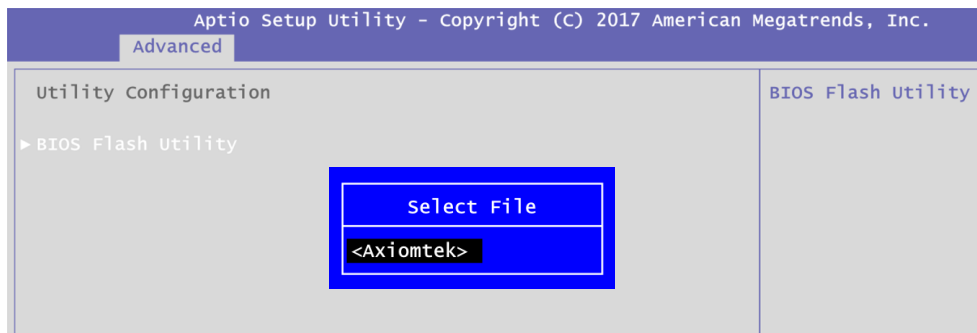 Aptio Setup Utility - Copyright (C) 2017 American Megatrends, Inc.
Advanced
Utility Configuration
BIOS Flash Utility
►BIOS Flash Utility
Select File
<Axiomtek>